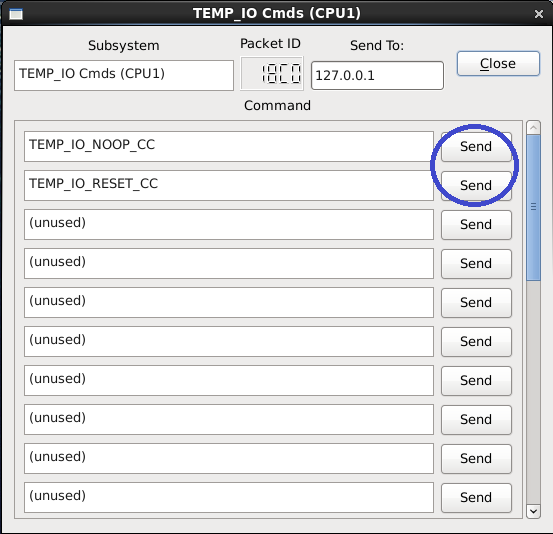 TEMP_IO Cmds (CPU1)
Subsystem Packet ID Send To:
TEMP_IO Cmds (CPU1) 18C0 127.0.0.1 Close
Command
TEMP_IO_NOOP_CC Send
TEMP_IO_RESET_CC Send
(unused) Send
(unused) Send
(unused) Send
(unused) Send
(unused) Send
(unused) Send
(unused) Send
(unused) Send